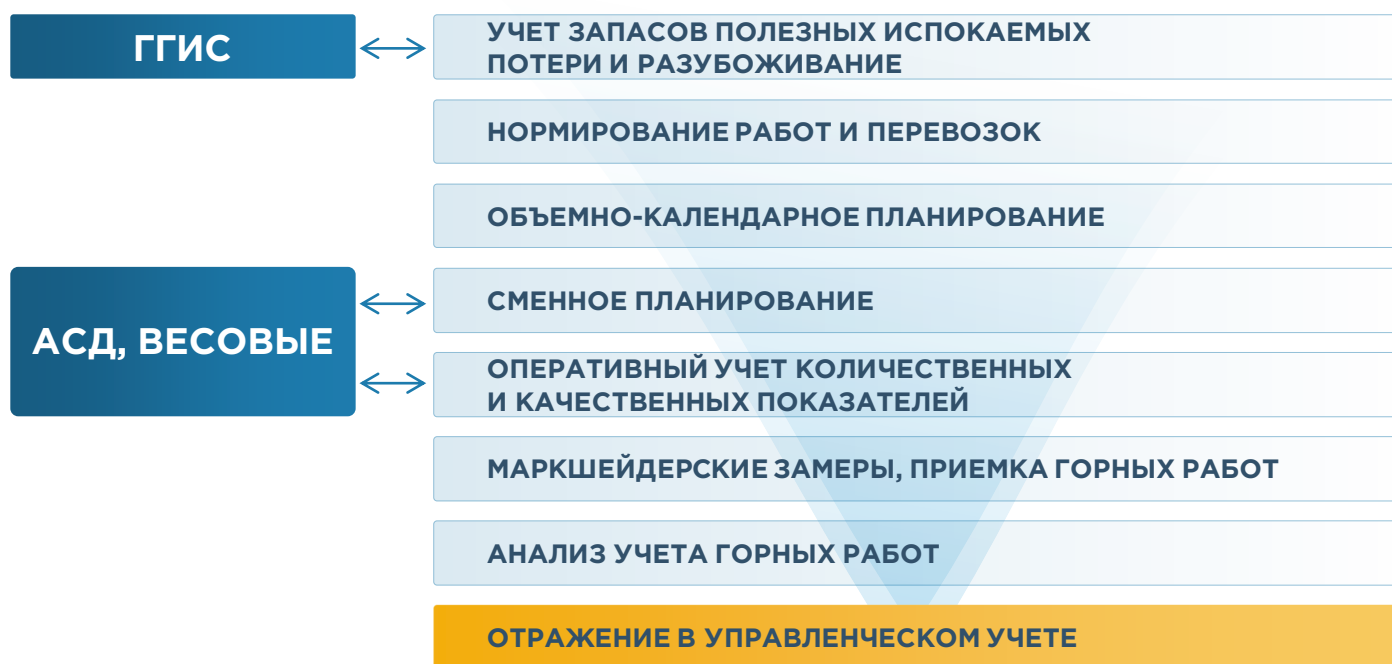 ГГИС
УЧЕТ ЗАПАСОВ ПОЛЕЗНЫХ ИСПОКАЕМЫХ
ПОТЕРИ И РАЗУБОЖИВАНИЕ
НОРМИРОВАНИЕ РАБОТ И ПЕРЕВОЗОК
ОБЪЕМНО-КАЛЕНДАРНОЕ ПЛАНИРОВАНИЕ
АСД, ВЕСОВЫЕ
СМЕННОЕ ПЛАНИРОВАНИЕ
ОПЕРАТИВНЫЙ УЧЕТ КОЛИЧЕСТВЕННЫХ
И КАЧЕСТВЕННЫХ ПОКАЗАТЕЛЕЙ
МАРКШЕЙДЕРСКИЕ ЗАМЕРЫ, ПРИЕМКА ГОРНЫХ РАБОТ
АНАЛИЗ УЧЕТА ГОРНЫХ РАБОТ
ОТРАЖЕНИЕ В УПРАВЛЕНЧЕСКОМ УЧЕТЕ